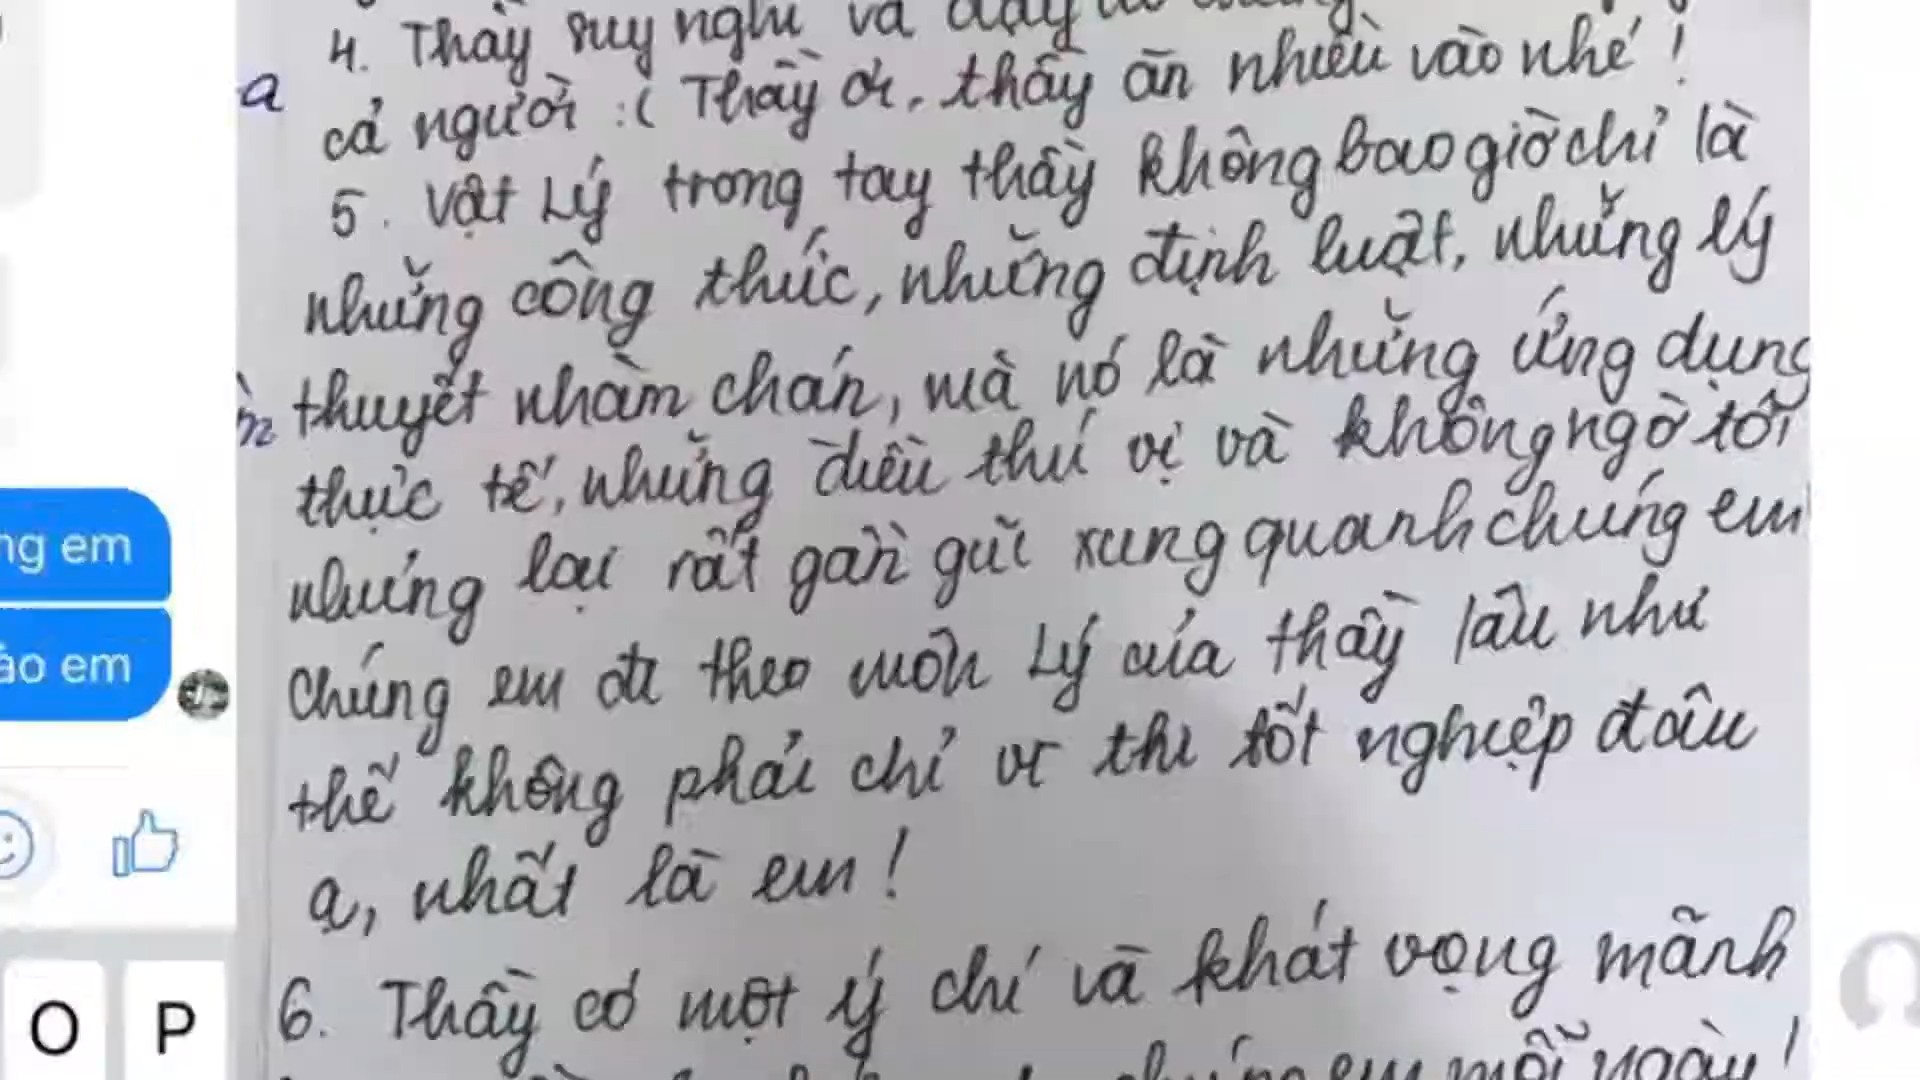 4. Thầy suy nghĩ và
cả người :( Thầy ơi, thầy ăn nhiều vào nhé!
5. Vật Lý trong tay thầy không bao giờ chỉ là
những công thức, những định luật, những lý
thuyết nhàm chán, mà nó là những ứng dụng
thực tế, những điều thú vị và không ngờ tới
nhưng lại rất gần gũi xung quanh chúng em
Chúng em đi theo môn Lý của thầy lâu như
thế không phải chỉ vì thi tốt nghiệp đâu
ạ, nhất là em!
6. Thầy có một ý chí và khát vọng mãnh
chúng em mỗi ngày!
a
ng em
ào em
O P